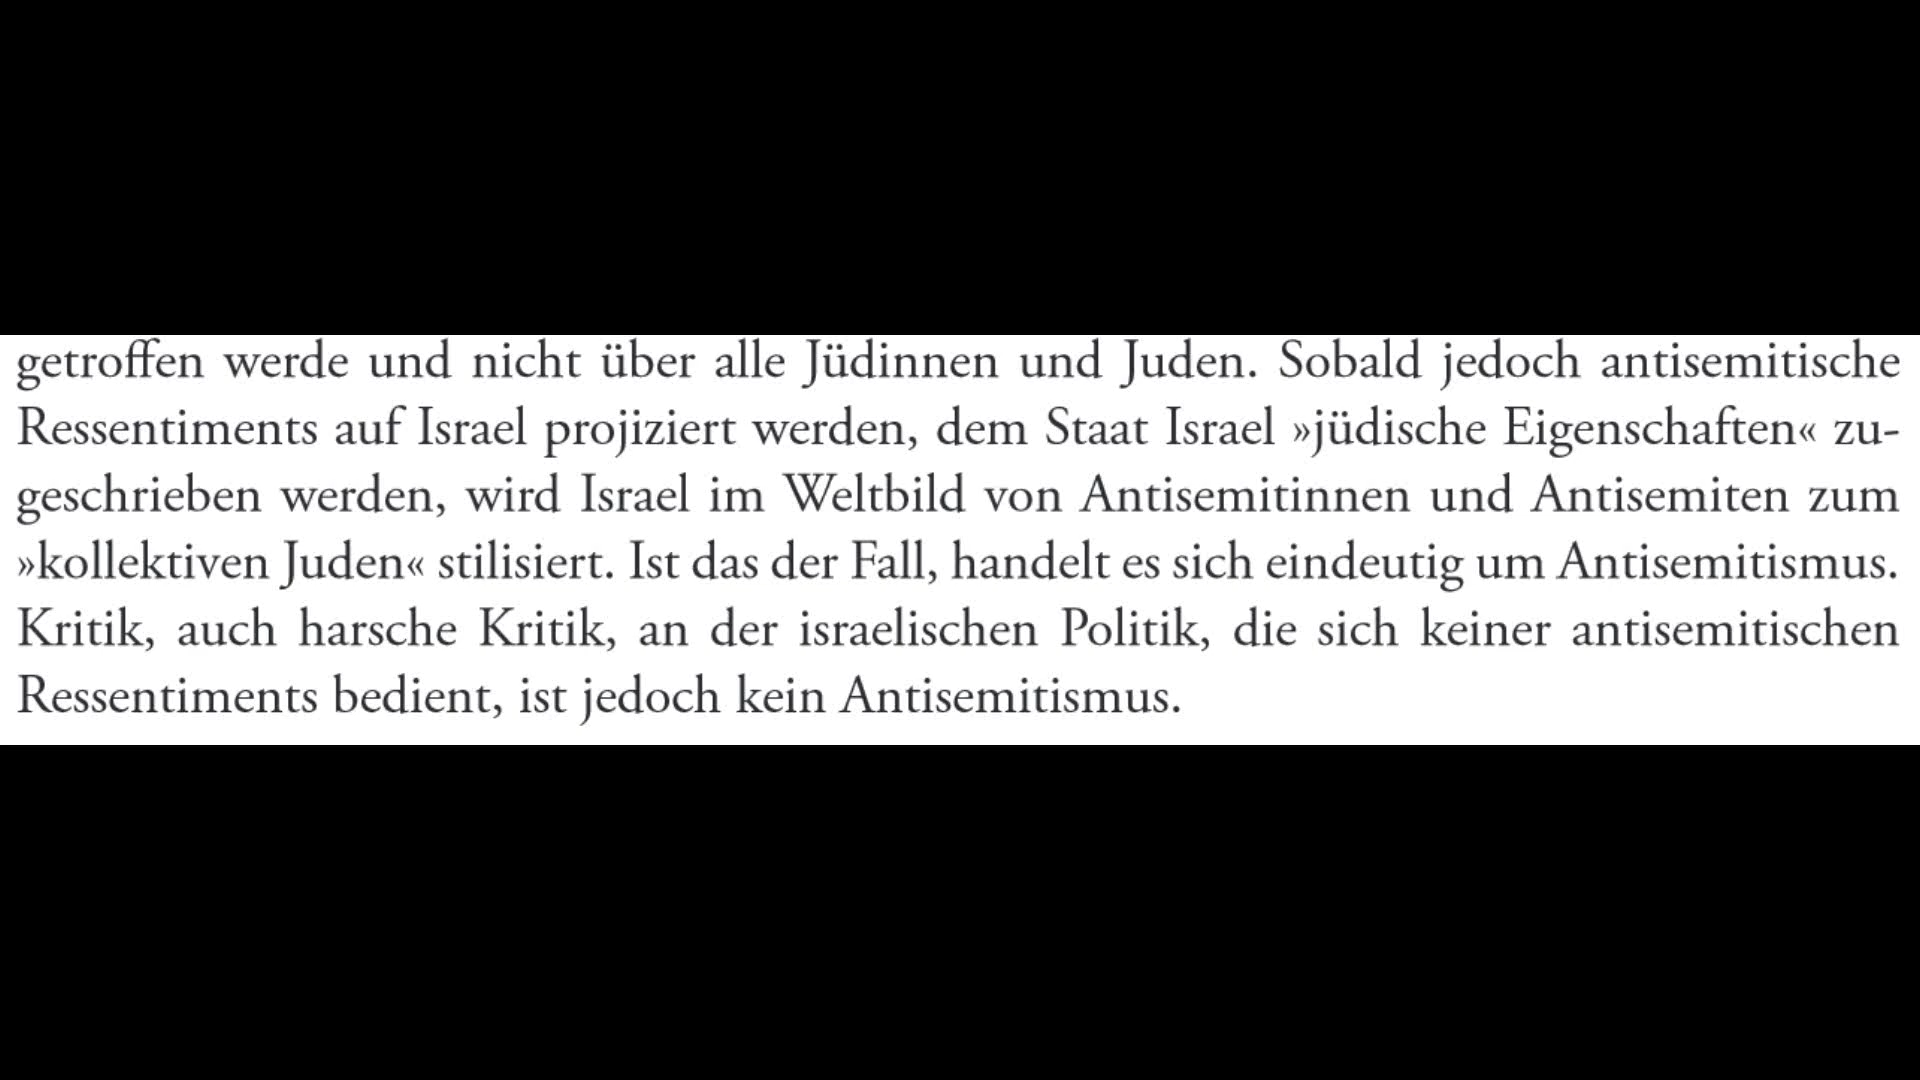 getroffen werde und nicht über alle Jüdinnen und Juden. Sobald jedoch antisemitische
Ressentiments auf Israel projiziert werden, dem Staat Israel »jüdische Eigenschaften« zu-
geschrieben werden, wird Israel im Weltbild von Antisemitinnen und Antisemiten zum
»kollektiven Juden« stilisiert. Ist das der Fall, handelt es sich eindeutig um Antisemitismus.
Kritik, auch harsche Kritik, an der israelischen Politik, die sich keiner antisemitischen
Ressentiments bedient, ist jedoch kein Antisemitismus.